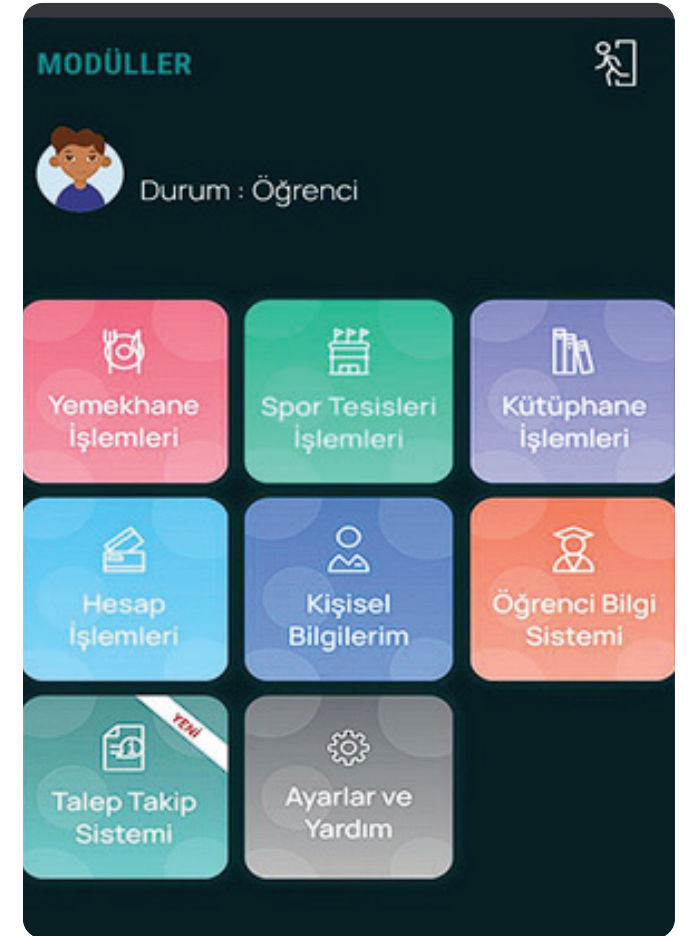 MODÜLLER
Durum : Öğrenci
Yemekhane
İşlemleri
Spor Tesisleri
İşlemleri
Kütüphane
İşlemleri
Hesap
İşlemleri
Kişisel
Bilgilerim
Öğrenci Bilgi
Sistemi
YENİ
Talep Takip
Sistemi
Ayarlar ve
Yardım